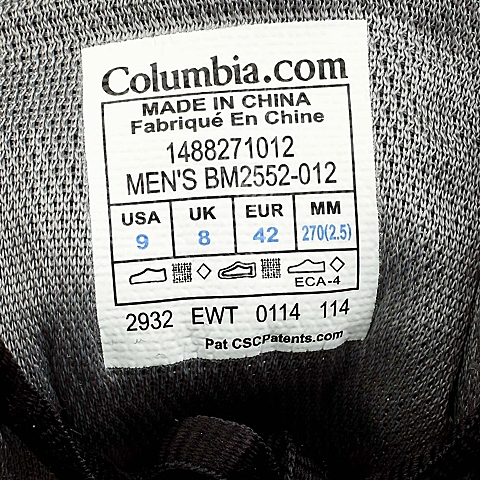 Columbia.com
MADE IN CHINA
Fabriqué En Chine
1488271012
MEN'S BM2552-012
USA UK EUR MM
9 8 42 270(2.5)
ECA-4
2932 EWT 0114 114
Pat CSCPatents.com